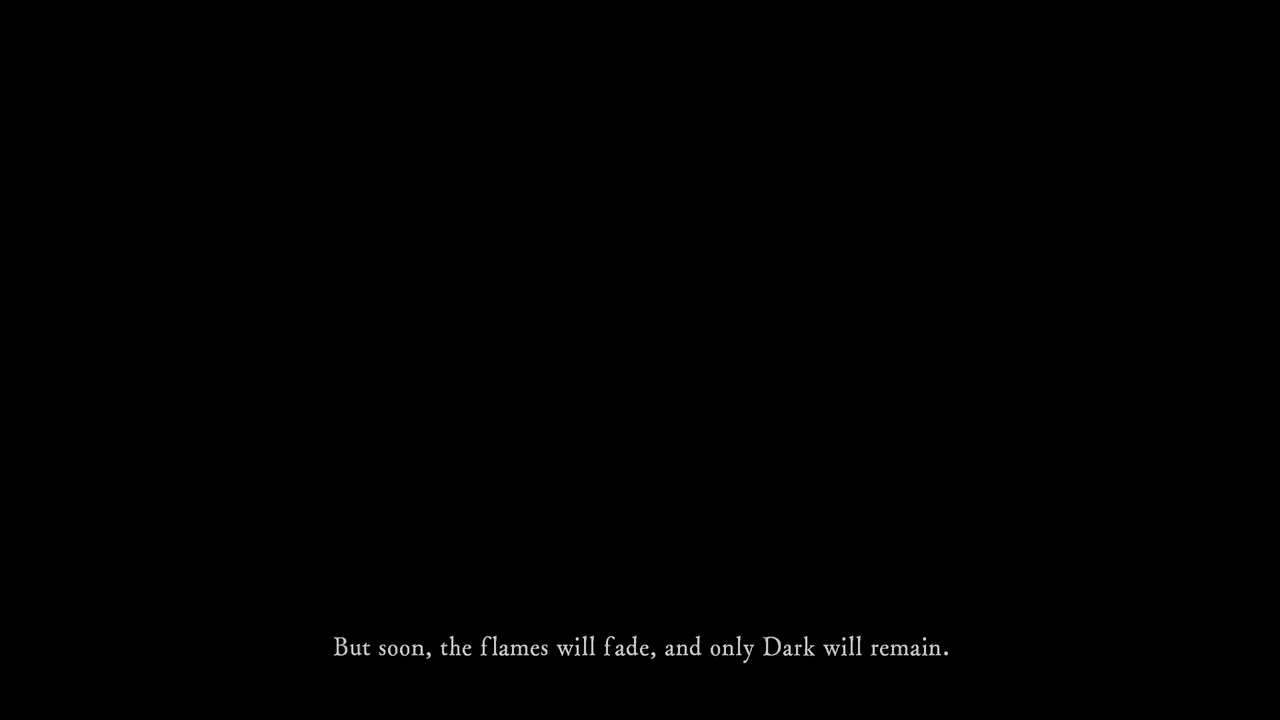 But soon, the flames will fade, and only Dark will remain.